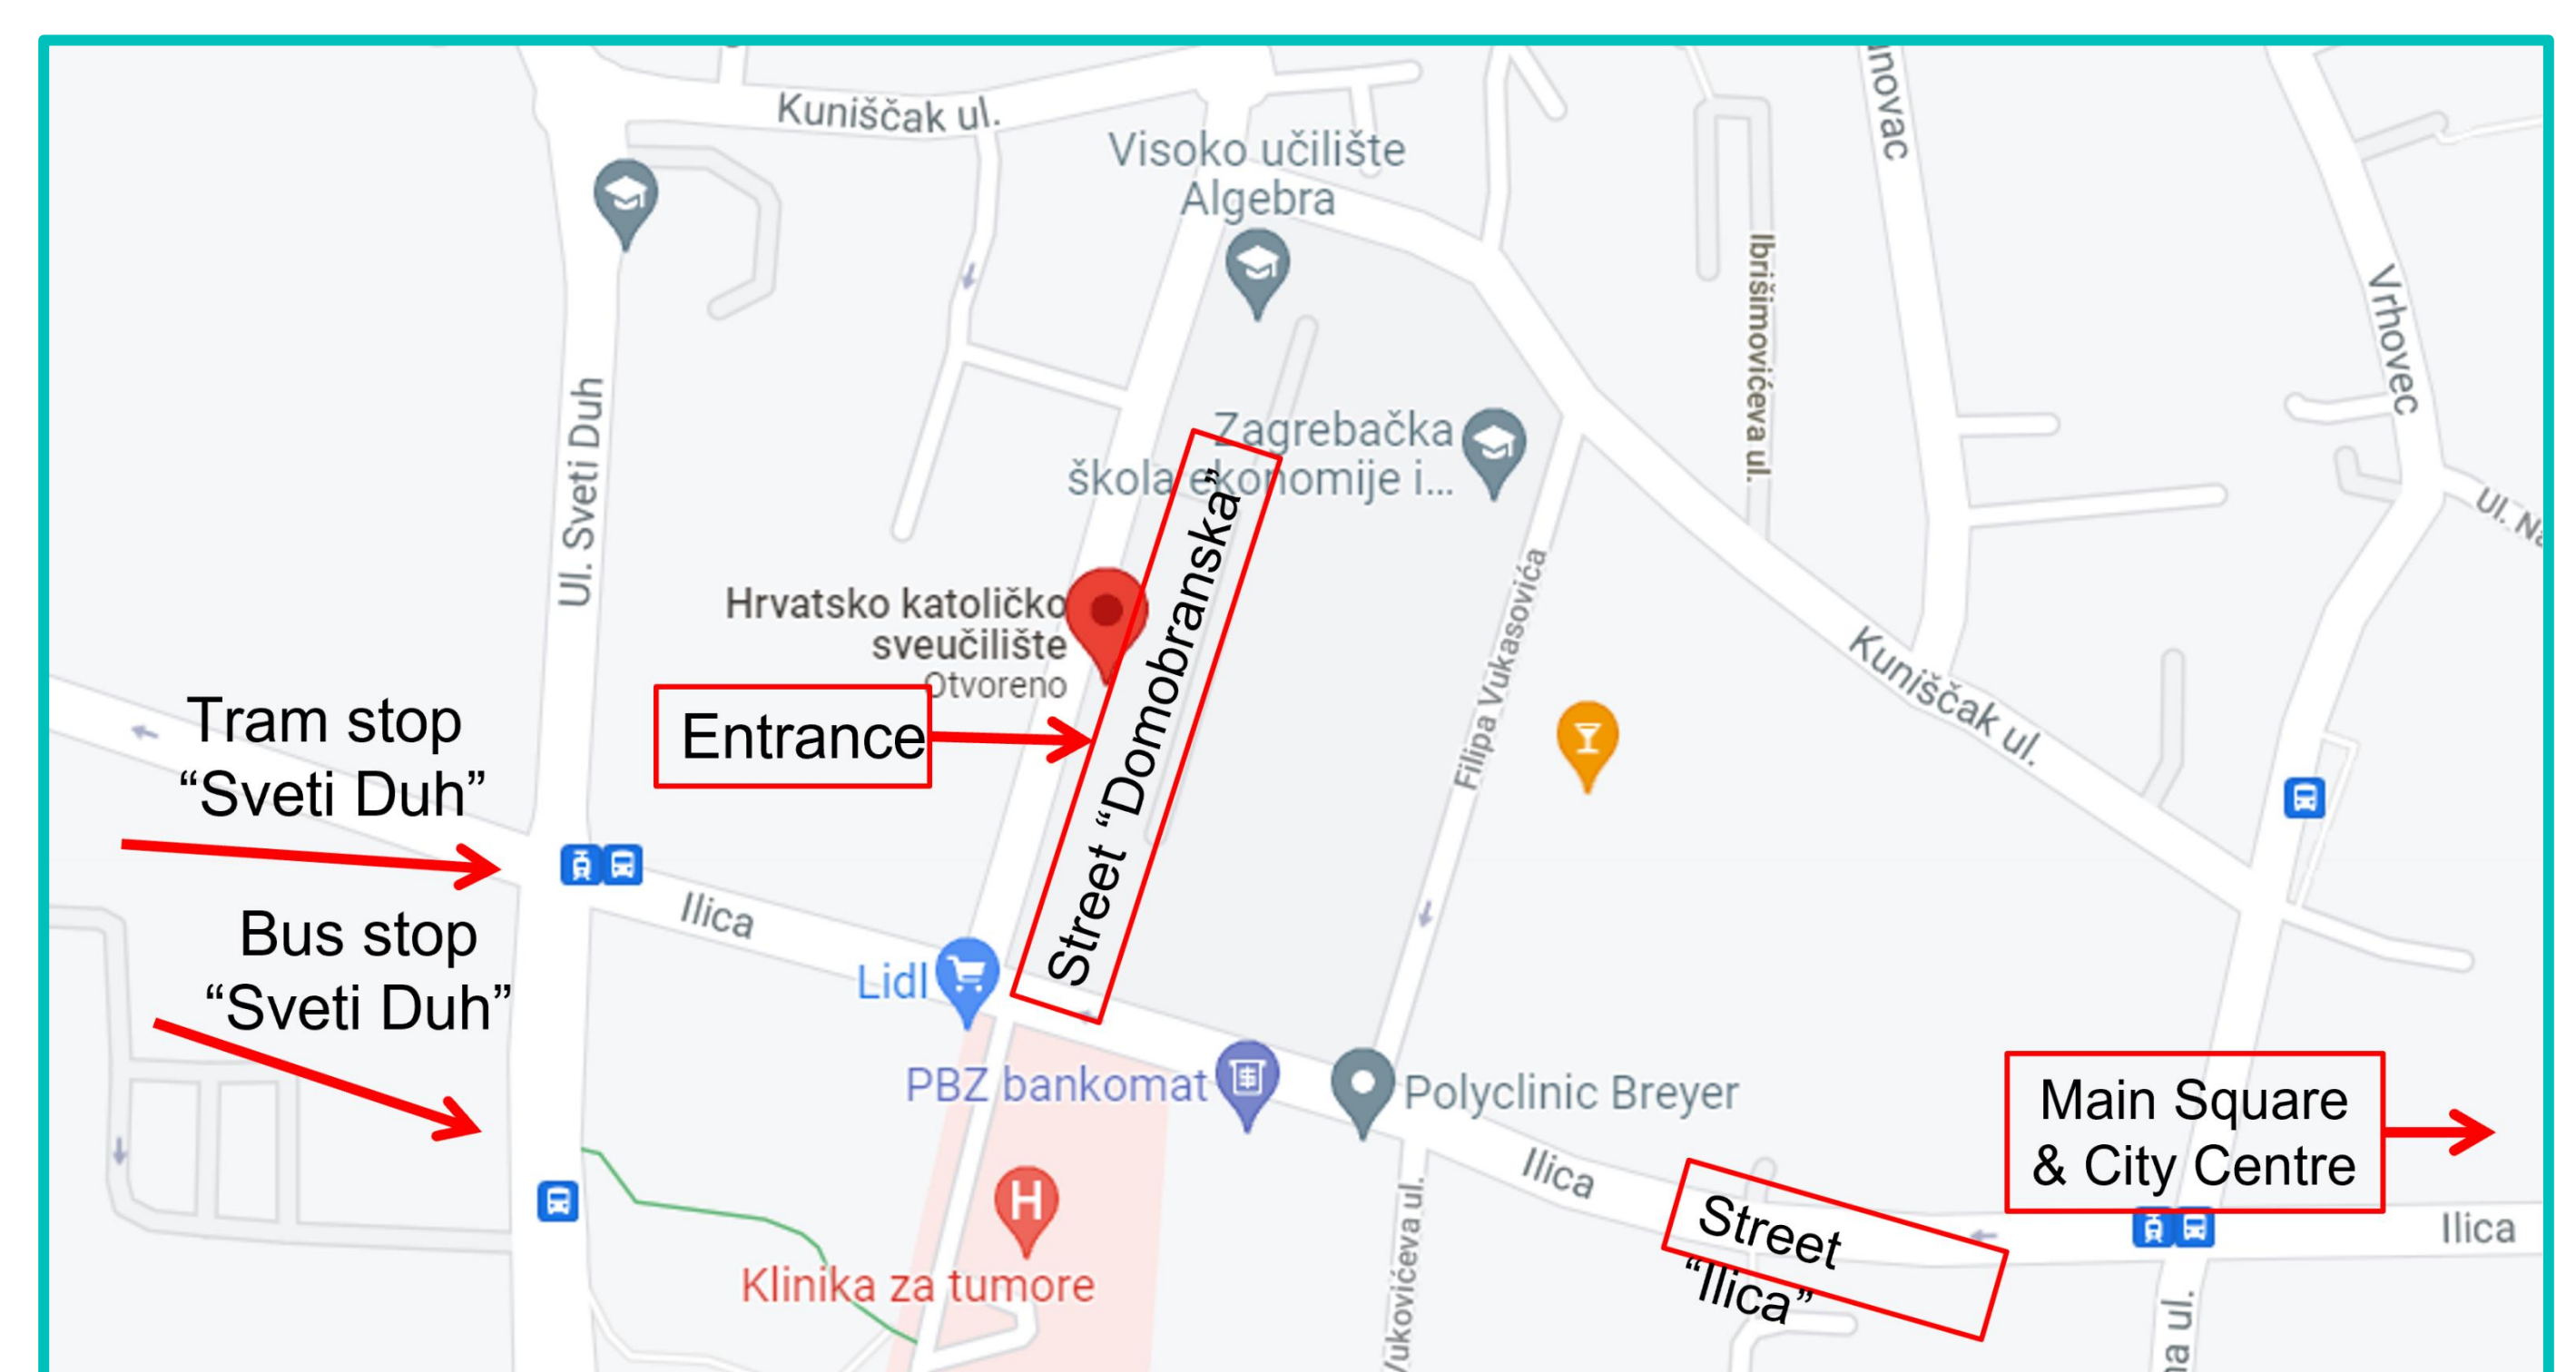 Kuniščak ul.
Visoko učilište
Algebra
Ibrišimovićeva ul.
Vrhovec
Ul. Sveti Duh
Zagrebačka
škola ekonomije i...
Hrvatsko katoličko
sveučilište
Otvoreno
Entrance
Street “Domobranska”
Filipa Vukasovića
Kuniščak ul.
Tram stop
“Sveti Duh”
Bus stop
“Sveti Duh”
Ilica
Lidl
PBZ bankomat
Polyclinic Breyer
Main Square
& City Centre
Ilica
Street
“Ilica”
Ilica
H
Klinika za tumore